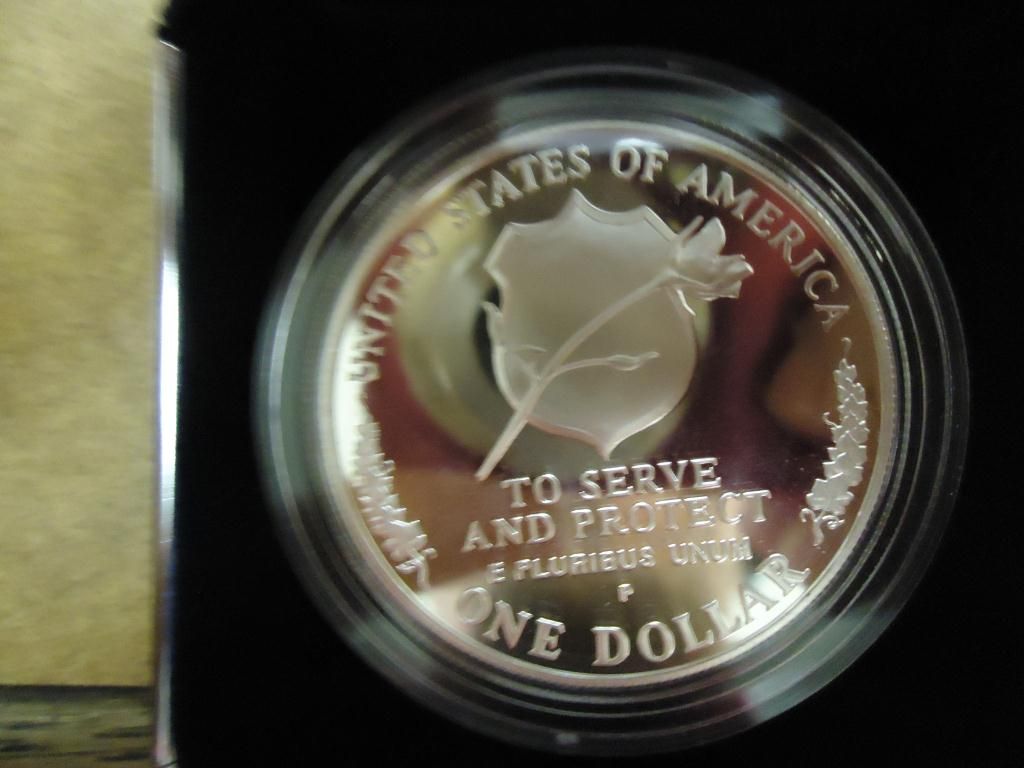 UNITED STATES OF AMERICA
TO SERVE
AND PROTECT
E PLURIBUS UNUM
P
ONE DOLLAR